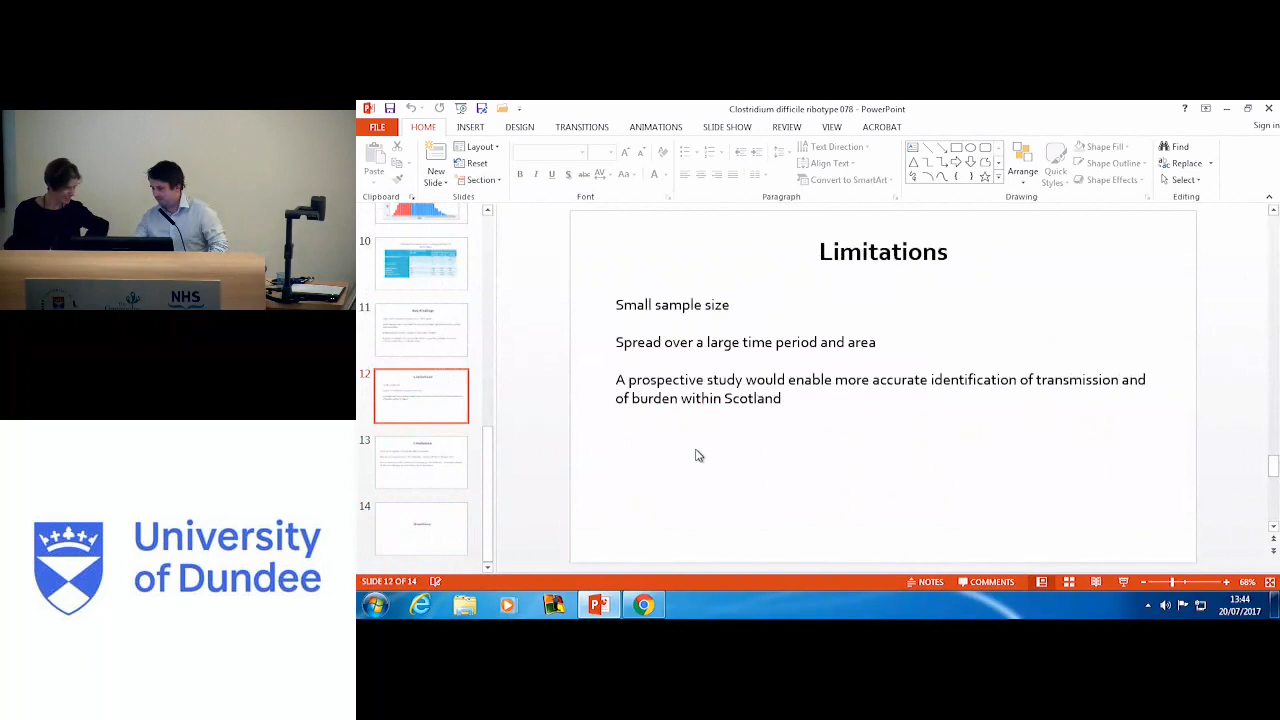 Clostridium difficile ribotype 078 - PowerPoint
?
Sign in
FILE
HOME
INSERT
DESIGN
TRANSITIONS
ANIMATIONS
SLIDE SHOW
REVIEW
VIEW
ACROBAT
Paste
New
Slide
Layout
Reset
Section
B I U S abc AV Aa A
Text Direction
Align Text
Convert to SmartArt
Arrange
Quick
Styles
Shape Fill
Shape Outline
Shape Effects
Find
Replace
Select
Clipboard
Slides
Font
Paragraph
Drawing
Editing
10
11
12
13
14
Limitations
Small sample size
Spread over a large time period and area
A prospective study would enable more accurate identification of transmission and
of burden within Scotland
NHS
University
of Dundee
SLIDE 12 OF 14
NOTES
COMMENTS
68%
13:44
20/07/2017